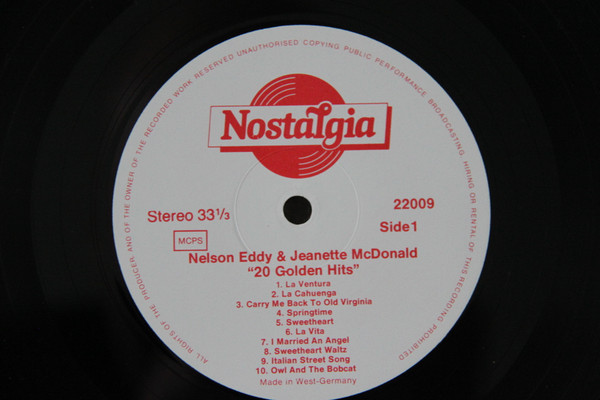 ALL RIGHTS OF THE PRODUCER, AND OF THE OWNER OF THE RECORDED WORK RESERVED UNAUTHORISED COPYING PUBLIC PERFORMANCE BROADCASTING, HIRING OR RENTAL OF THIS RECORDING PROHIBITED
Nostalgia
Stereo 33⅓
22009
MCPS
Side 1
Nelson Eddy & Jeanette McDonald
“20 Golden Hits”
1. La Ventura
2. La Cahuenga
3. Carry Me Back To Old Virginia
4. Springtime
5. Sweetheart
6. La Vita
7. I Married An Angel
8. Sweetheart Waltz
9. Italian Street Song
10. Owl And The Bobcat
Made in West-Germany